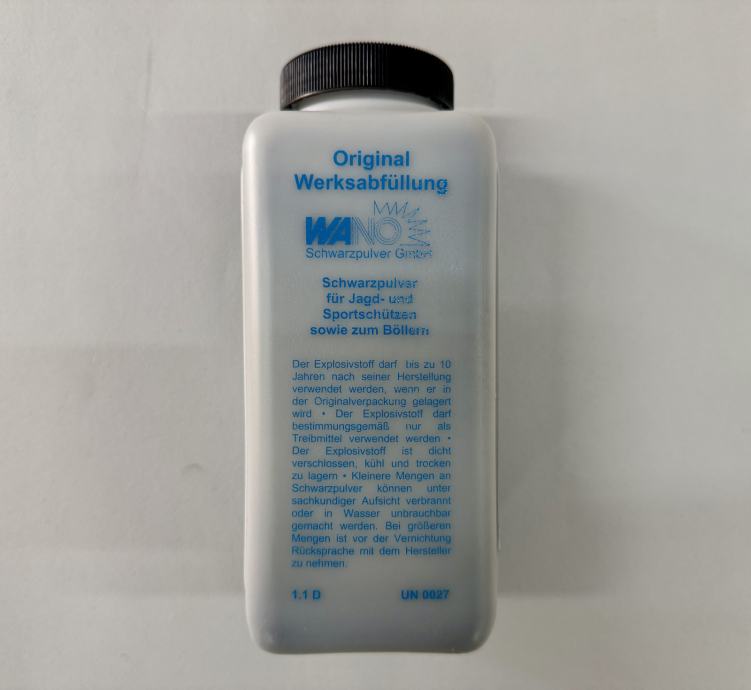 Original
Werksabfüllung
WANO
Schwarzpulver GmbH
Schwarzpulver
für Jagd- und
Sportschützen
sowie zum Böllern
Der Explosivstoff darf bis zu 10
Jahren nach seiner Herstellung
verwendet werden, wenn er in
der Originalverpackung gelagert
wird • Der Explosivstoff darf
bestimmungsgemäß nur als
Treibmittel verwendet werden •
Der Explosivstoff ist dicht
verschlossen, kühl und trocken
zu lagern • Kleinere Mengen an
Schwarzpulver können unter
sachkundiger Aufsicht verbrannt
oder in Wasser unbrauchbar
gemacht werden. Bei größeren
Mengen ist vor der Vernichtung
Rücksprache mit dem Hersteller
zu nehmen.
1.1 D UN 0027